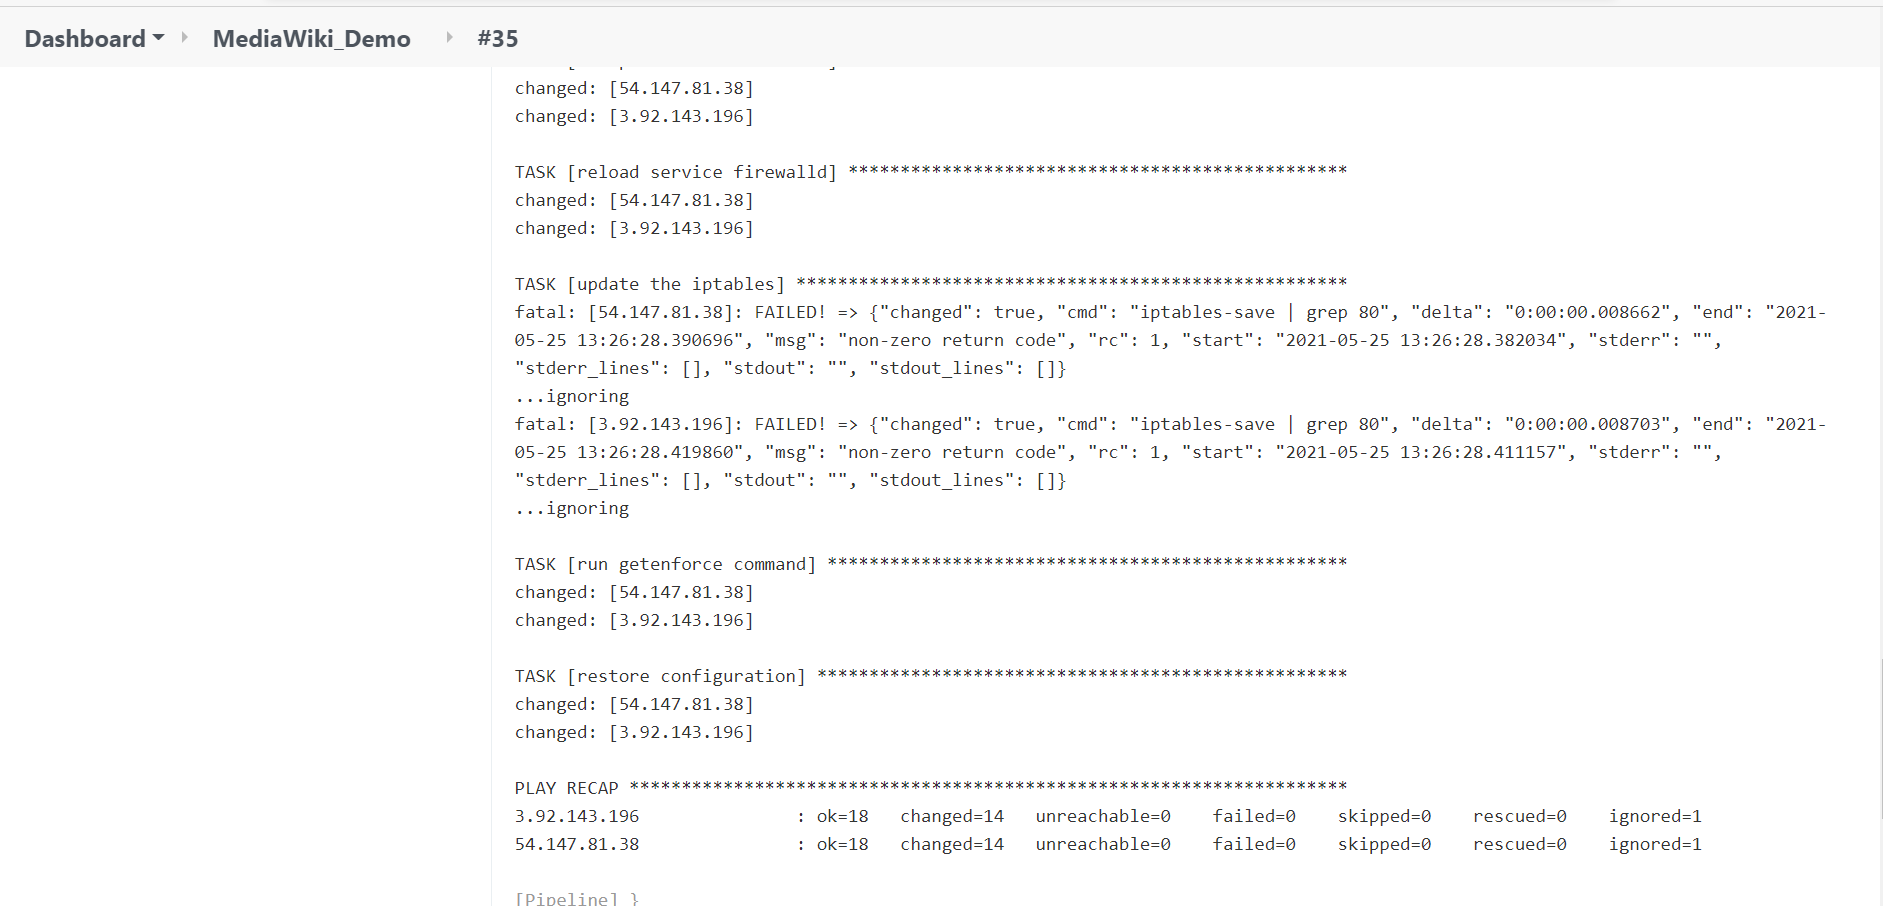 Dashboard MediaWiki_Demo #35
changed: [54.147.81.38]
changed: [3.92.143.196]
TASK [reload service firewalld] ************************************************
changed: [54.147.81.38]
changed: [3.92.143.196]
TASK [update the iptables] *****************************************************
fatal: [54.147.81.38]: FAILED! => {"changed": true, "cmd": "iptables-save | grep 80", "delta": "0:00:00.008662", "end": "2021-
05-25 13:26:28.390696", "msg": "non-zero return code", "rc": 1, "start": "2021-05-25 13:26:28.382034", "stderr": "",
"stderr_lines": [], "stdout": "", "stdout_lines": []}
...ignoring
fatal: [3.92.143.196]: FAILED! => {"changed": true, "cmd": "iptables-save | grep 80", "delta": "0:00:00.008703", "end": "2021-
05-25 13:26:28.419860", "msg": "non-zero return code", "rc": 1, "start": "2021-05-25 13:26:28.411157", "stderr": "",
"stderr_lines": [], "stdout": "", "stdout_lines": []}
...ignoring
TASK [run getenforce command] **************************************************
changed: [54.147.81.38]
changed: [3.92.143.196]
TASK [restore configuration] ***************************************************
changed: [54.147.81.38]
changed: [3.92.143.196]
PLAY RECAP *********************************************************************
3.92.143.196 : ok=18 changed=14 unreachable=0 failed=0 skipped=0 rescued=0 ignored=1
54.147.81.38 : ok=18 changed=14 unreachable=0 failed=0 skipped=0 rescued=0 ignored=1
[Pipeline] }